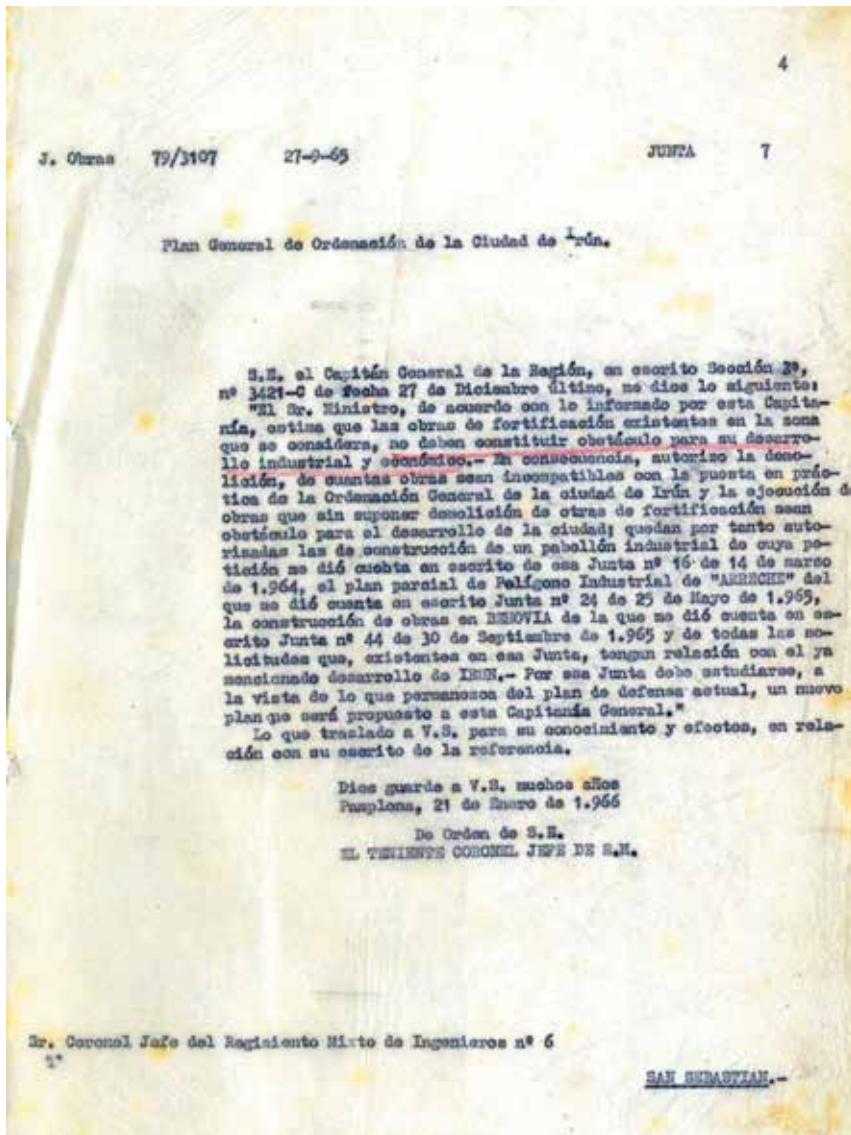 4
J. Obras 79/3107 27-9-65 JUNTA 7
Plan General de Ordenación de la Ciudad de Irún.
S.E. el Capitán General de la Región, en escrito Sección 3ª,
nº 3421-C de fecha 27 de Diciembre último, me dice lo siguiente:
"El Sr. Ministro, de acuerdo con lo informado por esta Capita-
nía, estima que las obras de fortificación existentes en la zona
que se considera, no deben constituir obstáculo para su desarro-
llo industrial y económico.- En consecuencia, autorizo la demo-
lición, de cuantas obras sean incompatibles con la puesta en prác-
tica de la Ordenación General de la ciudad de Irún y la ejecución de
obras que sin suponer demolición de otras de fortificación sean
obstáculo para el desarrollo de la ciudad; quedan por tanto auto-
rizadas las de construcción de un pabellón industrial de cuya pe-
tición me dió cuenta en escrito de esa Junta nº 16 de 14 de marzo
de 1.964, el plan parcial de Polígono Industrial de "ARRECHE" del
que me dió cuenta en escrito Junta nº 24 de 25 de Mayo de 1.965,
la construcción de obras en BEHOVIA de la que me dió cuenta en es-
crito Junta nº 44 de 30 de Septiembre de 1.965 y de todas las so-
licitudes que, existentes en esa Junta, tengan relación con el ya
mencionado desarrollo de IRUN.- Por esa Junta debe estudiarse, a
la vista de lo que permanezca del plan de defensa actual, un nuevo
plan que será propuesto a esta Capitanía General."
Lo que traslado a V.S. para su conocimiento y efectos, en rela-
ción con su escrito de la referencia.
Dios guarde a V.S. muchos años
Pamplona, 21 de Enero de 1.966
De Orden de S.E.
EL TENIENTE CORONEL JEFE DE E.M.
Sr. Coronel Jefe del Regimiento Mixto de Ingenieros nº 6
SAN SEBASTIAN.-